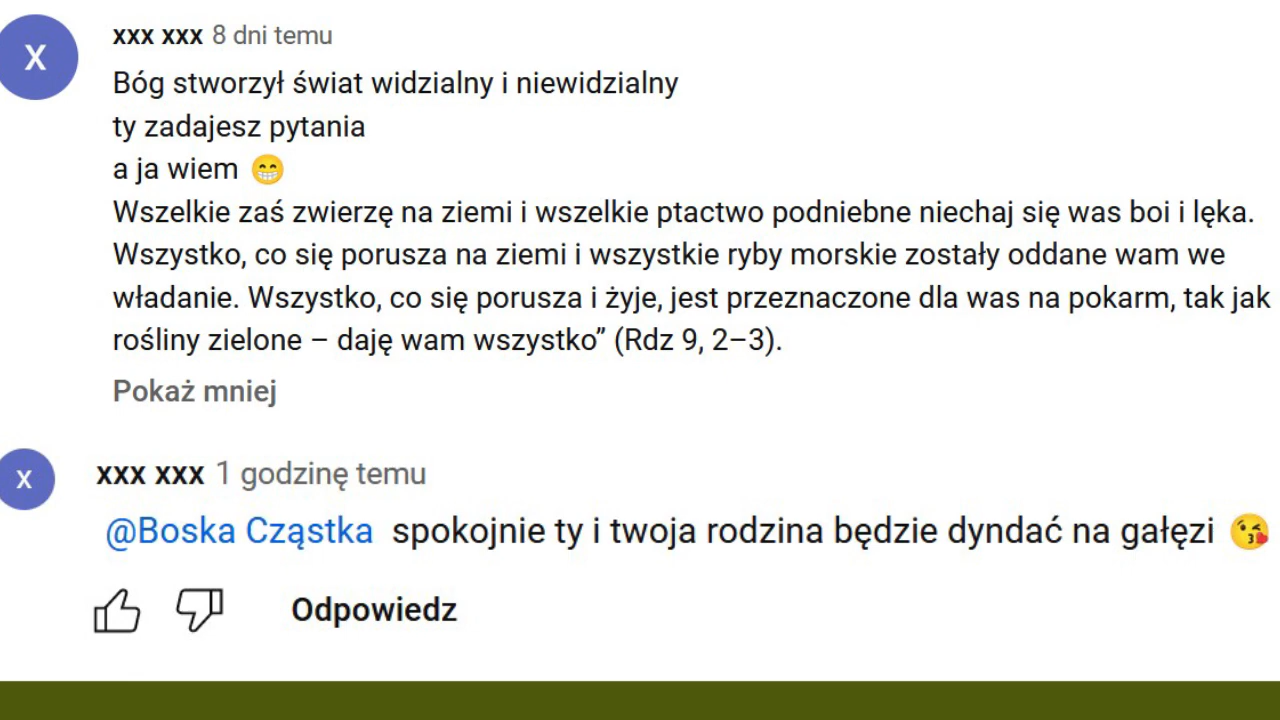 X
xxx xxx 8 dni temu
Bóg stworzył świat widzialny i niewidzialny
ty zadajesz pytania
a ja wiem 😁
Wszelkie zaś zwierzę na ziemi i wszelkie ptactwo podniebne niechaj się was boi i lęka.
Wszystko, co się porusza na ziemi i wszystkie ryby morskie zostały oddane wam we
władanie. Wszystko, co się porusza i żyje, jest przeznaczone dla was na pokarm, tak jak
rośliny zielone – daję wam wszystko” (Rdz 9, 2–3).
Pokaż mniej
X
xxx xxx 1 godzinę temu
@Boska Cząstka spokojnie ty i twoja rodzina będzie dyndać na gałęzi 😘
Odpowiedz